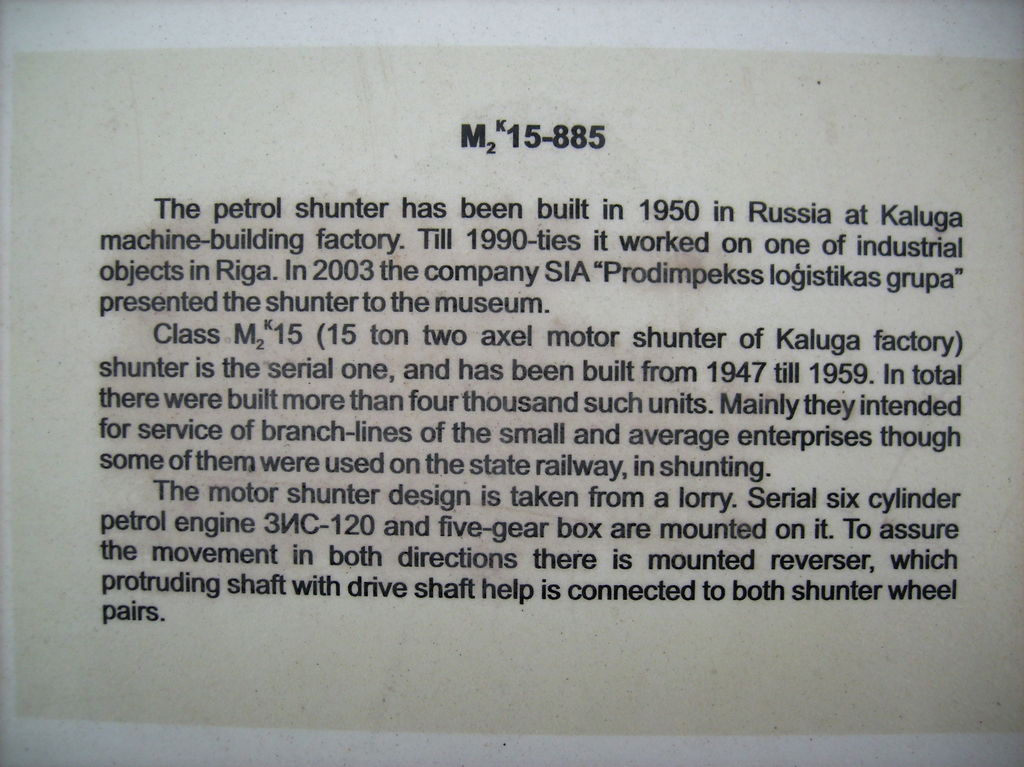 M₂ᴷ15-885
The petrol shunter has been built in 1950 in Russia at Kaluga
machine-building factory. Till 1990-ties it worked on one of industrial
objects in Riga. In 2003 the company SIA “Prodimpekss loģistikas grupa”
presented the shunter to the museum.
Class M₂ᴷ15 (15 ton two axel motor shunter of Kaluga factory)
shunter is the serial one, and has been built from 1947 till 1959. In total
there were built more than four thousand such units. Mainly they intended
for service of branch-lines of the small and average enterprises though
some of them were used on the state railway, in shunting.
The motor shunter design is taken from a lorry. Serial six cylinder
petrol engine ЗИС-120 and five-gear box are mounted on it. To assure
the movement in both directions there is mounted reverser, which
protruding shaft with drive shaft help is connected to both shunter wheel
pairs.